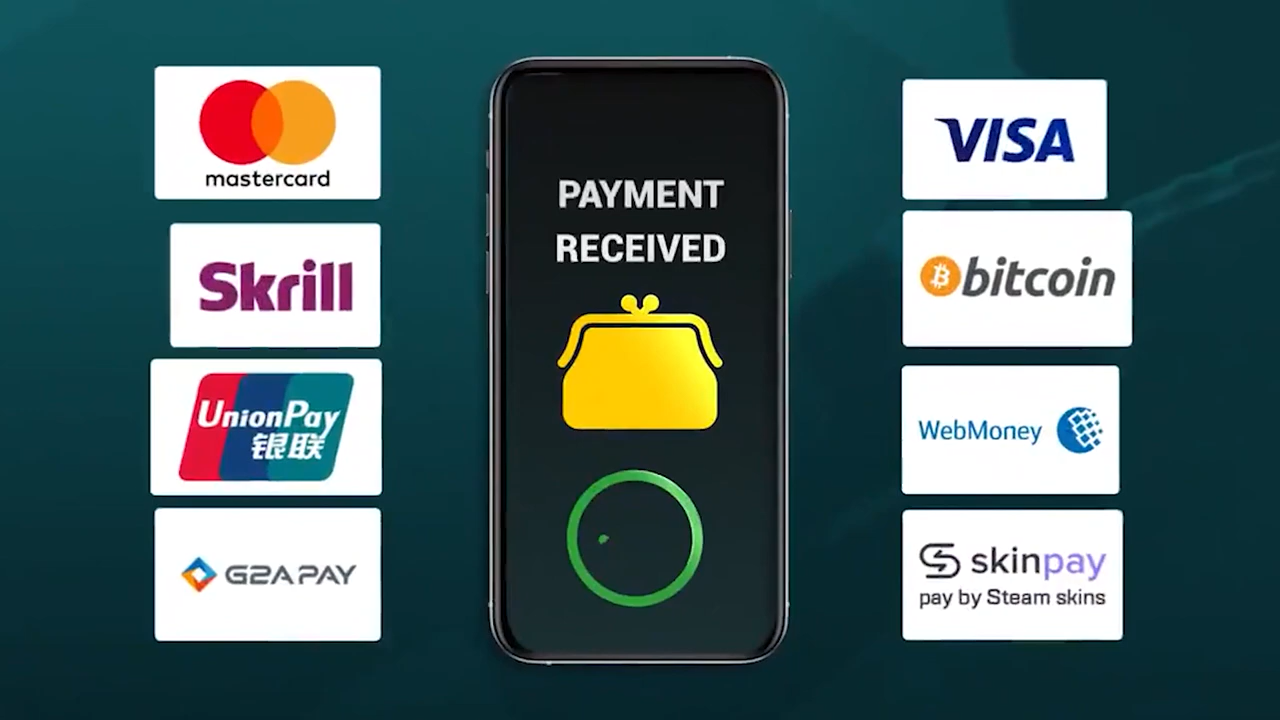 mastercard
Skrill
UnionPay
银联
G2A PAY
PAYMENT
RECEIVED
VISA
bitcoin
WebMoney
skinpay
pay by Steam skins